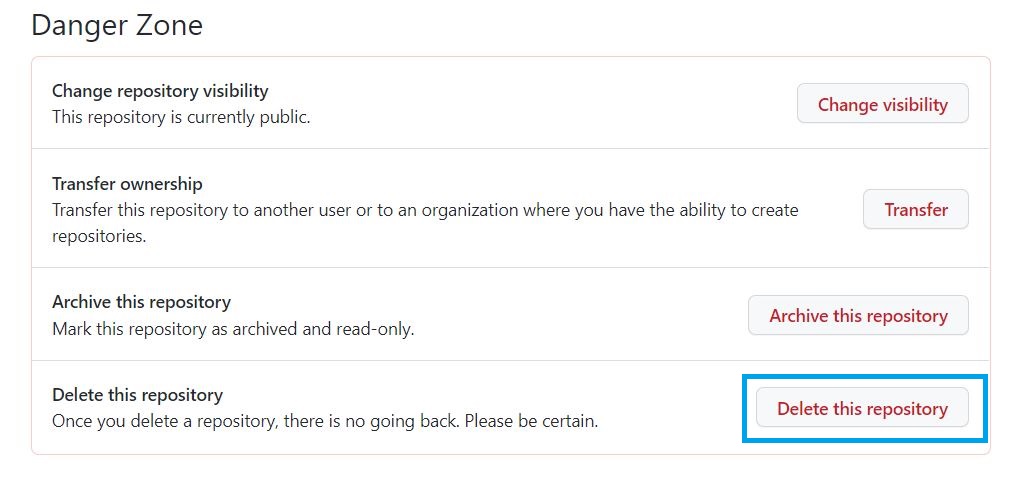 Danger Zone
Change repository visibility
This repository is currently public.
Change visibility
Transfer ownership
Transfer this repository to another user or to an organization where you have the ability to create
repositories.
Transfer
Archive this repository
Mark this repository as archived and read-only.
Archive this repository
Delete this repository
Once you delete a repository, there is no going back. Please be certain.
Delete this repository